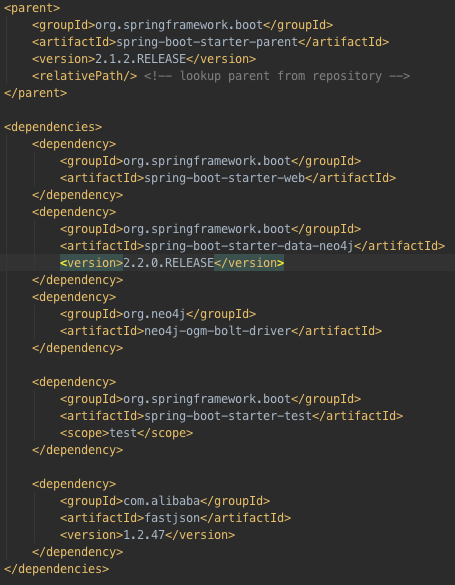 <parent>
    <groupId>org.springframework.boot</groupId>
    <artifactId>spring-boot-starter-parent</artifactId>
    <version>2.1.2.RELEASE</version>
    <relativePath/> <!-- lookup parent from repository -->
</parent>

<dependencies>
    <dependency>
        <groupId>org.springframework.boot</groupId>
        <artifactId>spring-boot-starter-web</artifactId>
    </dependency>
    <dependency>
        <groupId>org.springframework.boot</groupId>
        <artifactId>spring-boot-starter-data-neo4j</artifactId>
        <version>2.2.0.RELEASE</version>
    </dependency>
    <dependency>
        <groupId>org.neo4j</groupId>
        <artifactId>neo4j-ogm-bolt-driver</artifactId>
    </dependency>

    <dependency>
        <groupId>org.springframework.boot</groupId>
        <artifactId>spring-boot-starter-test</artifactId>
        <scope>test</scope>
    </dependency>

    <dependency>
        <groupId>com.alibaba</groupId>
        <artifactId>fastjson</artifactId>
        <version>1.2.47</version>
    </dependency>
</dependencies>